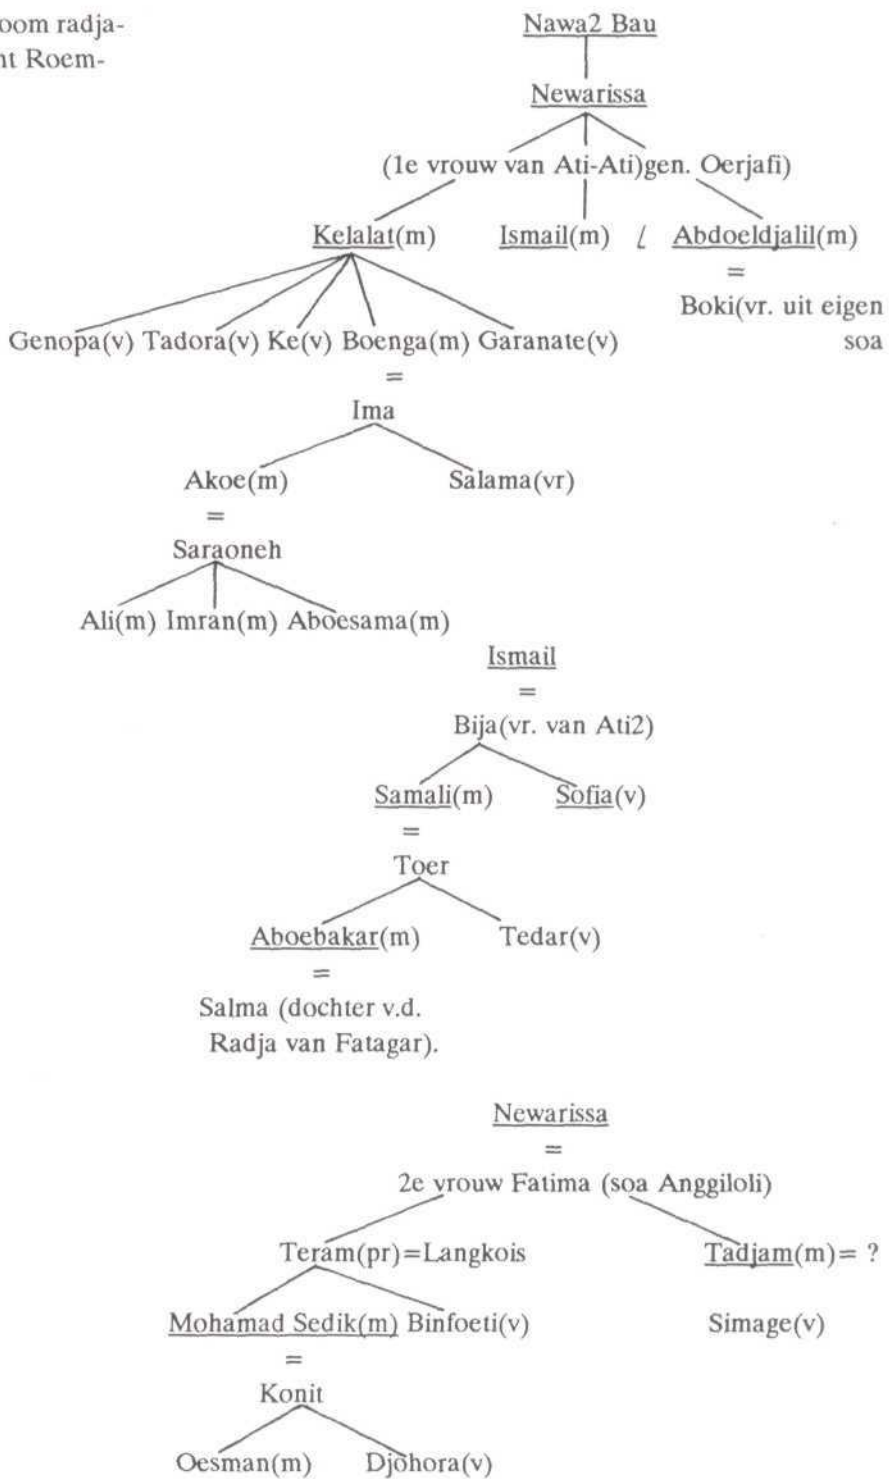 oom radja-
nt Roem-
Nawa2 Bau
Newarissa
(1e vrouw van Ati-Ati)gen. Oerjafi)
Kelalat(m) Ismail(m) Abdoeldjalil(m)
=
Boki(vr. uit eigen
soa
Genopa(v) Tadora(v) Ke(v) Boenga(m) Garanate(v)
=
Ima
Akoe(m) Salama(vr)
=
Saraoneh
Ali(m) Imran(m) Aboesama(m)
Ismail
=
Bija(vr. van Ati2)
Samali(m) Sofia(v)
=
Toer
Aboebakar(m) Tedar(v)
=
Salma (dochter v.d.
Radja van Fatagar).
Newarissa
=
2e vrouw Fatima (soa Anggiloli)
Teram(pr)=Langkois Tadjam(m)= ?
Mohamad Sedik(m) Binfoeti(v) Simage(v)
=
Konit
Oesman(m) Djohora(v)